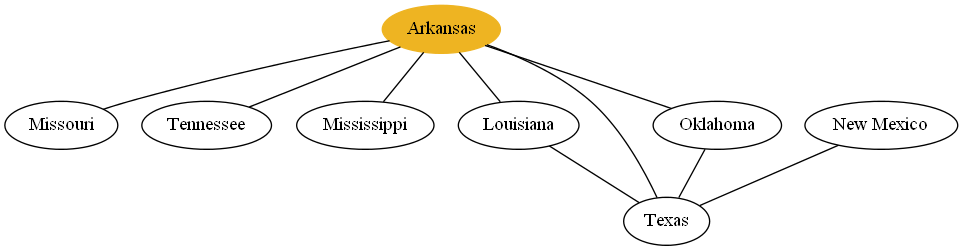 Arkansas
Missouri
Tennessee
Mississippi
Louisiana
Oklahoma
New Mexico
Texas